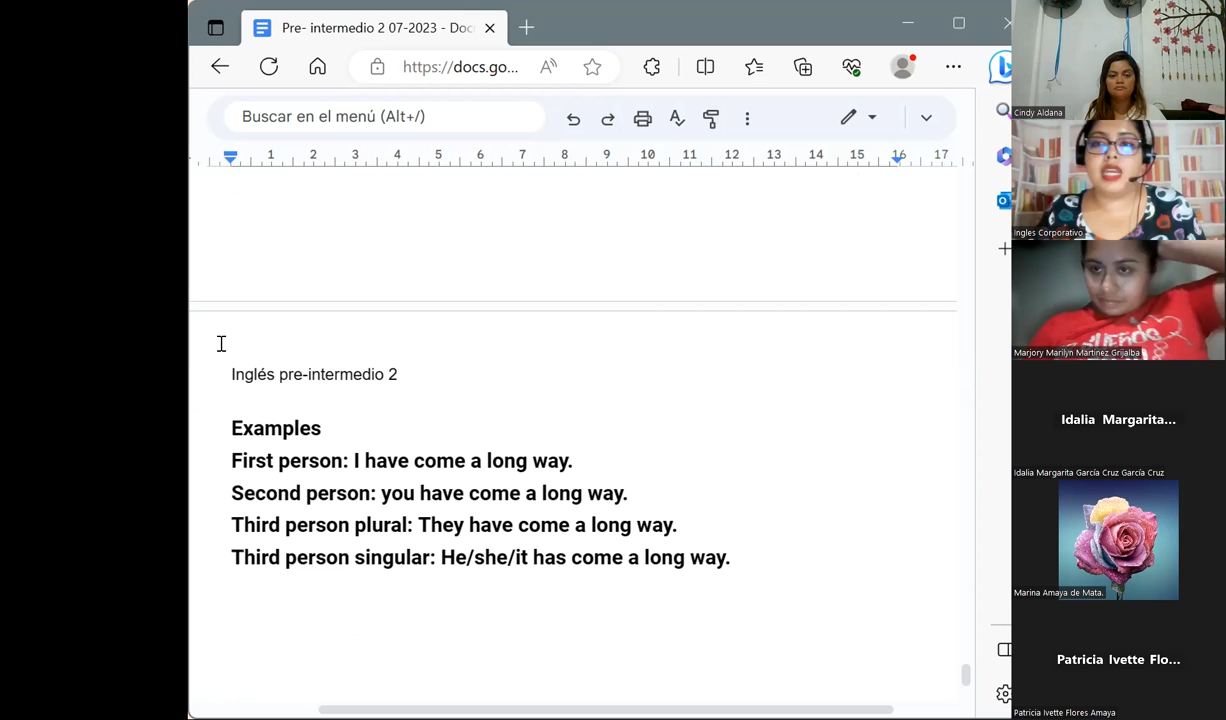 Pre- intermedio 2 07-2023 - Doc
https://docs.go...
Buscar en el menú (Alt+/)
1 2 3 4 5 6 7 8 9 10 11 12 13 14 15 16 17
Inglés pre-intermedio 2
Examples
First person: I have come a long way.
Second person: you have come a long way.
Third person plural: They have come a long way.
Third person singular: He/she/it has come a long way.
Cindy Aldana
Ingles Corporativo
Marjory Marilyn Martinez Grijalba
Idalia Margarita...
Idalia Margarita García Cruz García Cruz
Marina Amaya de Mata.
Patricia Ivette Flo...
Patricia Ivette Flores Amaya